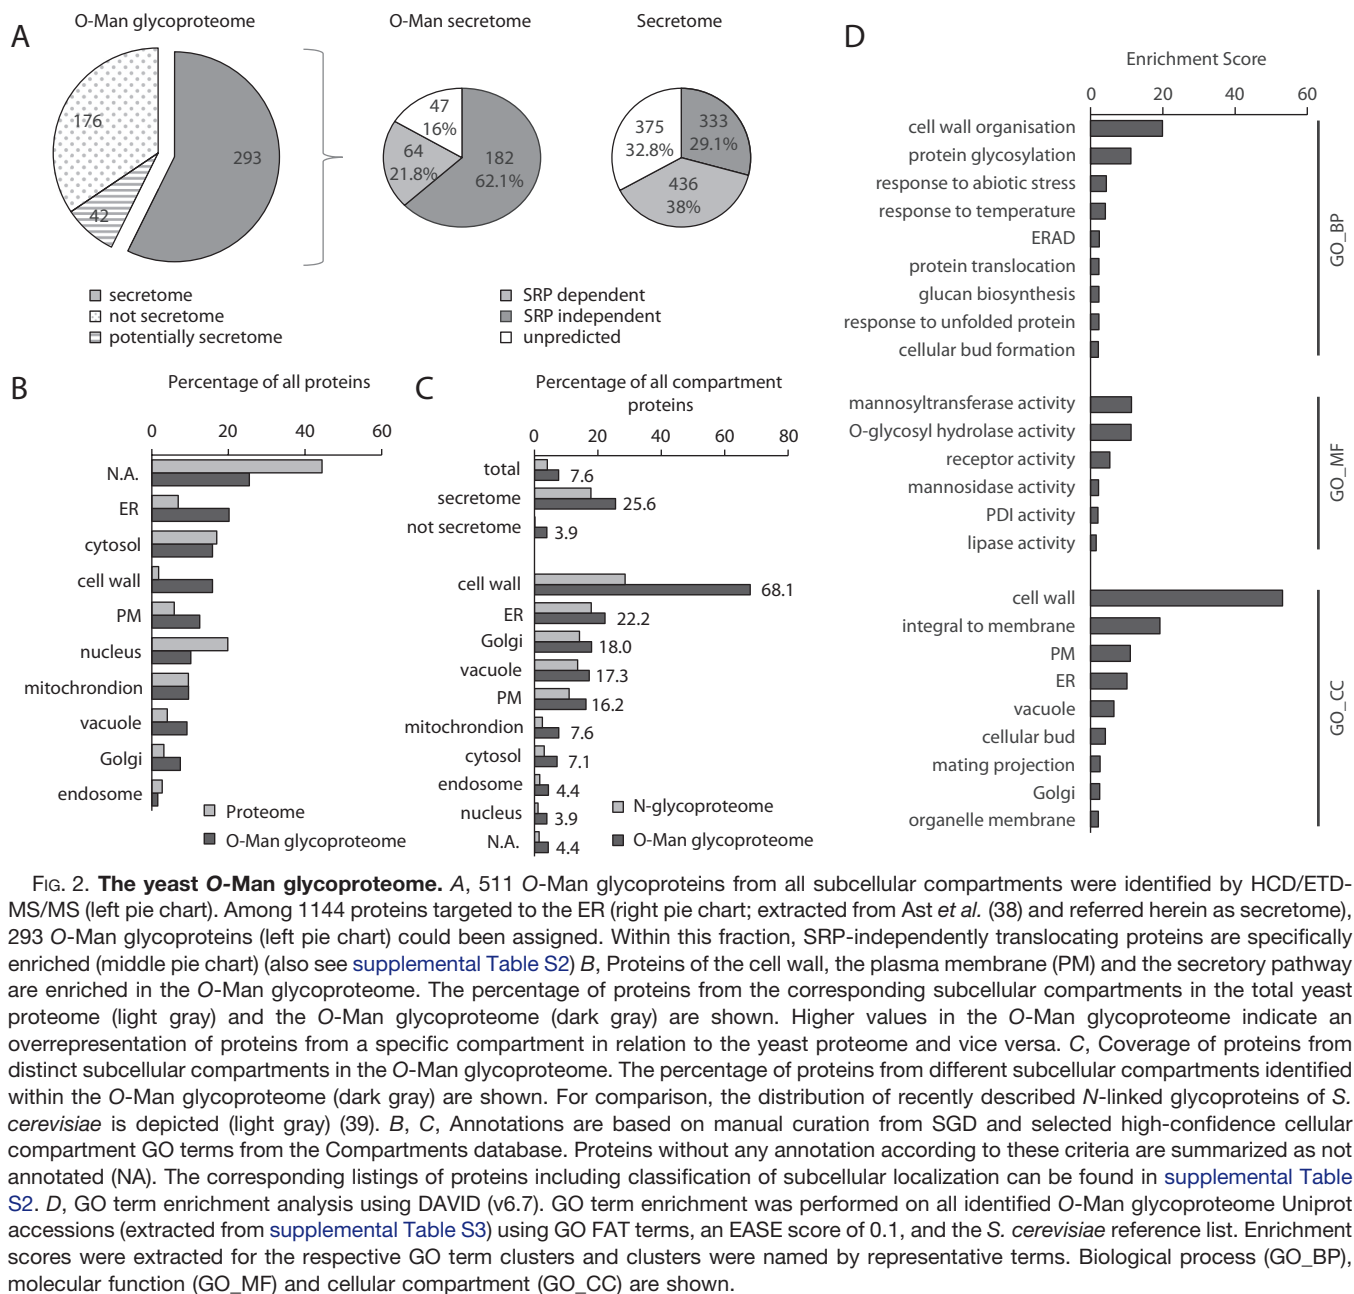 A
O-Man glycoproteome
O-Man secretome
Secretome
176
293
42
47
16%
64
21.8%
182
62.1%
375
32.8%
333
29.1%
436
38%
secretome
not secretome
potentially secretome
SRP dependent
SRP independent
unpredicted
B
Percentage of all proteins
0 20 40 60
N.A.
ER
cytosol
cell wall
PM
nucleus
mitochrondion
vacuole
Golgi
endosome
Proteome
O-Man glycoproteome
C
Percentage of all compartment
proteins
0 20 40 60 80
total 7.6
secretome 25.6
not secretome 3.9
cell wall 68.1
ER 22.2
Golgi 18.0
vacuole 17.3
PM 16.2
mitochrondion 7.6
cytosol 7.1
endosome 4.4
nucleus 3.9
N.A. 4.4
N-glycoproteome
O-Man glycoproteome
D
Enrichment Score
0 20 40 60
cell wall organisation
protein glycosylation
response to abiotic stress
response to temperature
ERAD
protein translocation
glucan biosynthesis
response to unfolded protein
cellular bud formation
GO_BP
mannosyltransferase activity
O-glycosyl hydrolase activity
receptor activity
mannosidase activity
PDI activity
lipase activity
GO_MF
cell wall
integral to membrane
PM
ER
vacuole
cellular bud
mating projection
Golgi
organelle membrane
GO_CC
FIG. 2. The yeast O-Man glycoproteome. A, 511 O-Man glycoproteins from all subcellular compartments were identified by HCD/ETD-
MS/MS (left pie chart). Among 1144 proteins targeted to the ER (right pie chart; extracted from Ast et al. (38) and referred herein as secretome),
293 O-Man glycoproteins (left pie chart) could been assigned. Within this fraction, SRP-independently translocating proteins are specifically
enriched (middle pie chart) (also see supplemental Table S2) B, Proteins of the cell wall, the plasma membrane (PM) and the secretory pathway
are enriched in the O-Man glycoproteome. The percentage of proteins from the corresponding subcellular compartments in the total yeast
proteome (light gray) and the O-Man glycoproteome (dark gray) are shown. Higher values in the O-Man glycoproteome indicate an
overrepresentation of proteins from a specific compartment in relation to the yeast proteome and vice versa. C, Coverage of proteins from
distinct subcellular compartments in the O-Man glycoproteome. The percentage of proteins from different subcellular compartments identified
within the O-Man glycoproteome (dark gray) are shown. For comparison, the distribution of recently described N-linked glycoproteins of S.
cerevisiae is depicted (light gray) (39). B, C, Annotations are based on manual curation from SGD and selected high-confidence cellular
compartment GO terms from the Compartments database. Proteins without any annotation according to these criteria are summarized as not
annotated (NA). The corresponding listings of proteins including classification of subcellular localization can be found in supplemental Table
S2. D, GO term enrichment analysis using DAVID (v6.7). GO term enrichment was performed on all identified O-Man glycoproteome Uniprot
accessions (extracted from supplemental Table S3) using GO FAT terms, an EASE score of 0.1, and the S. cerevisiae reference list. Enrichment
scores were extracted for the respective GO term clusters and clusters were named by representative terms. Biological process (GO_BP),
molecular function (GO_MF) and cellular compartment (GO_CC) are shown.